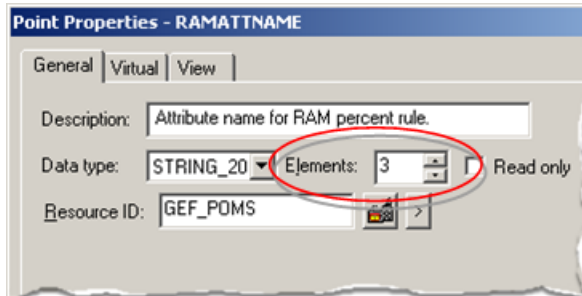 Point Properties - RAMATTNAME
General Virtual View
Description: Attribute name for RAM percent rule.
Data type: STRING_20 Elements: 3 Read only
Resource ID: GEF_POMS >